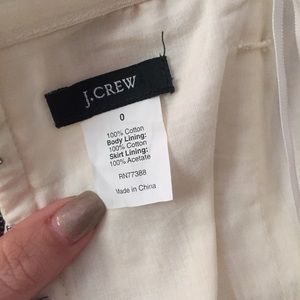 J.CREW
0
100% Cotton
Body Lining:
100% Cotton
Skirt Lining:
100% Acetate
RN77388
Made in China